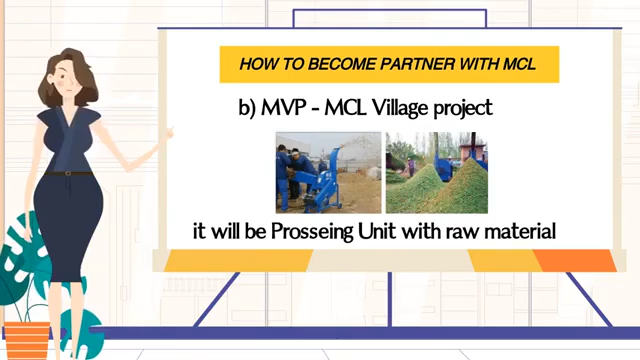 HOW TO BECOME PARTNER WITH MCL
b) MVP - MCL Village project
it will be Prosseing Unit with raw material